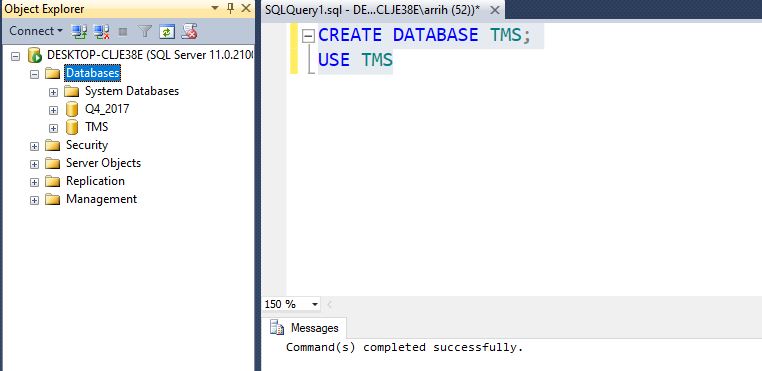 Object Explorer
Connect
DESKTOP-CLJE38E (SQL Server 11.0.2100
Databases
System Databases
Q4_2017
TMS
Security
Server Objects
Replication
Management
SQLQuery1.sql - DE...CLJE38E\arrih (52))*
CREATE DATABASE TMS;
USE TMS
150 %
Messages
Command(s) completed successfully.